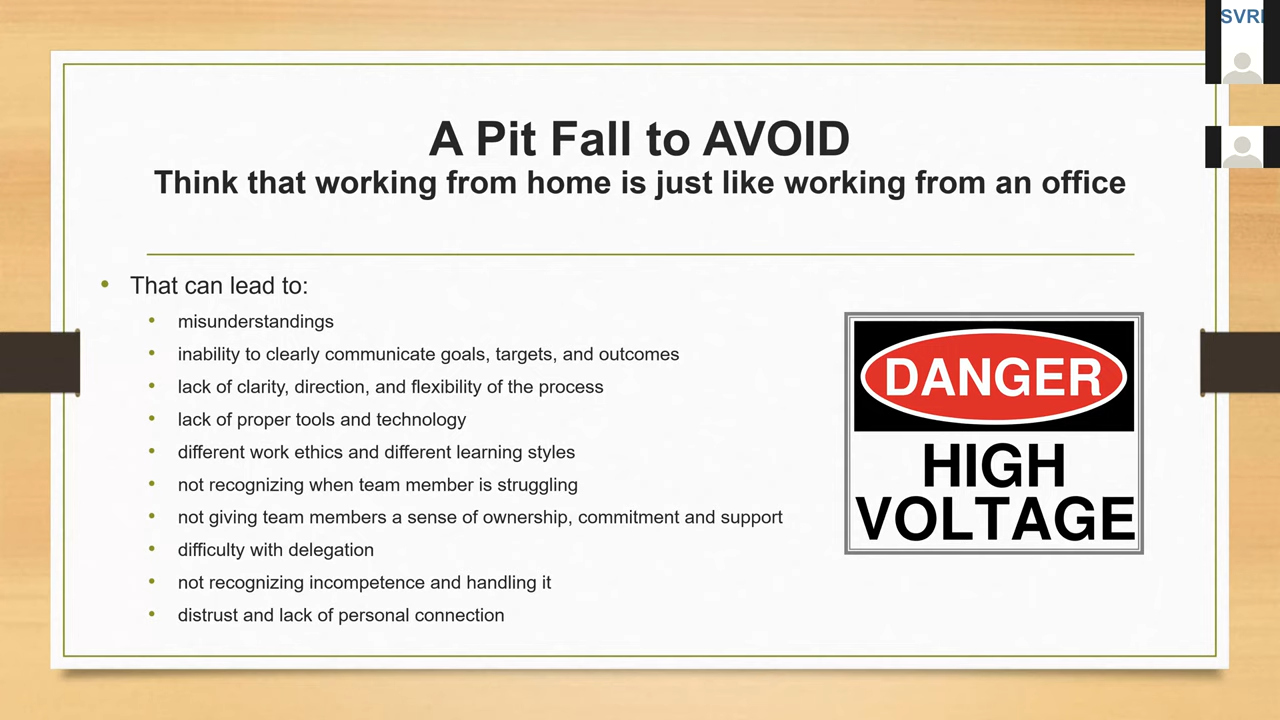 A Pit Fall to AVOID
Think that working from home is just like working from an office
• That can lead to:
• misunderstandings
• inability to clearly communicate goals, targets, and outcomes
• lack of clarity, direction, and flexibility of the process
• lack of proper tools and technology
• different work ethics and different learning styles
• not recognizing when team member is struggling
• not giving team members a sense of ownership, commitment and support
• difficulty with delegation
• not recognizing incompetence and handling it
• distrust and lack of personal connection
DANGER
HIGH
VOLTAGE